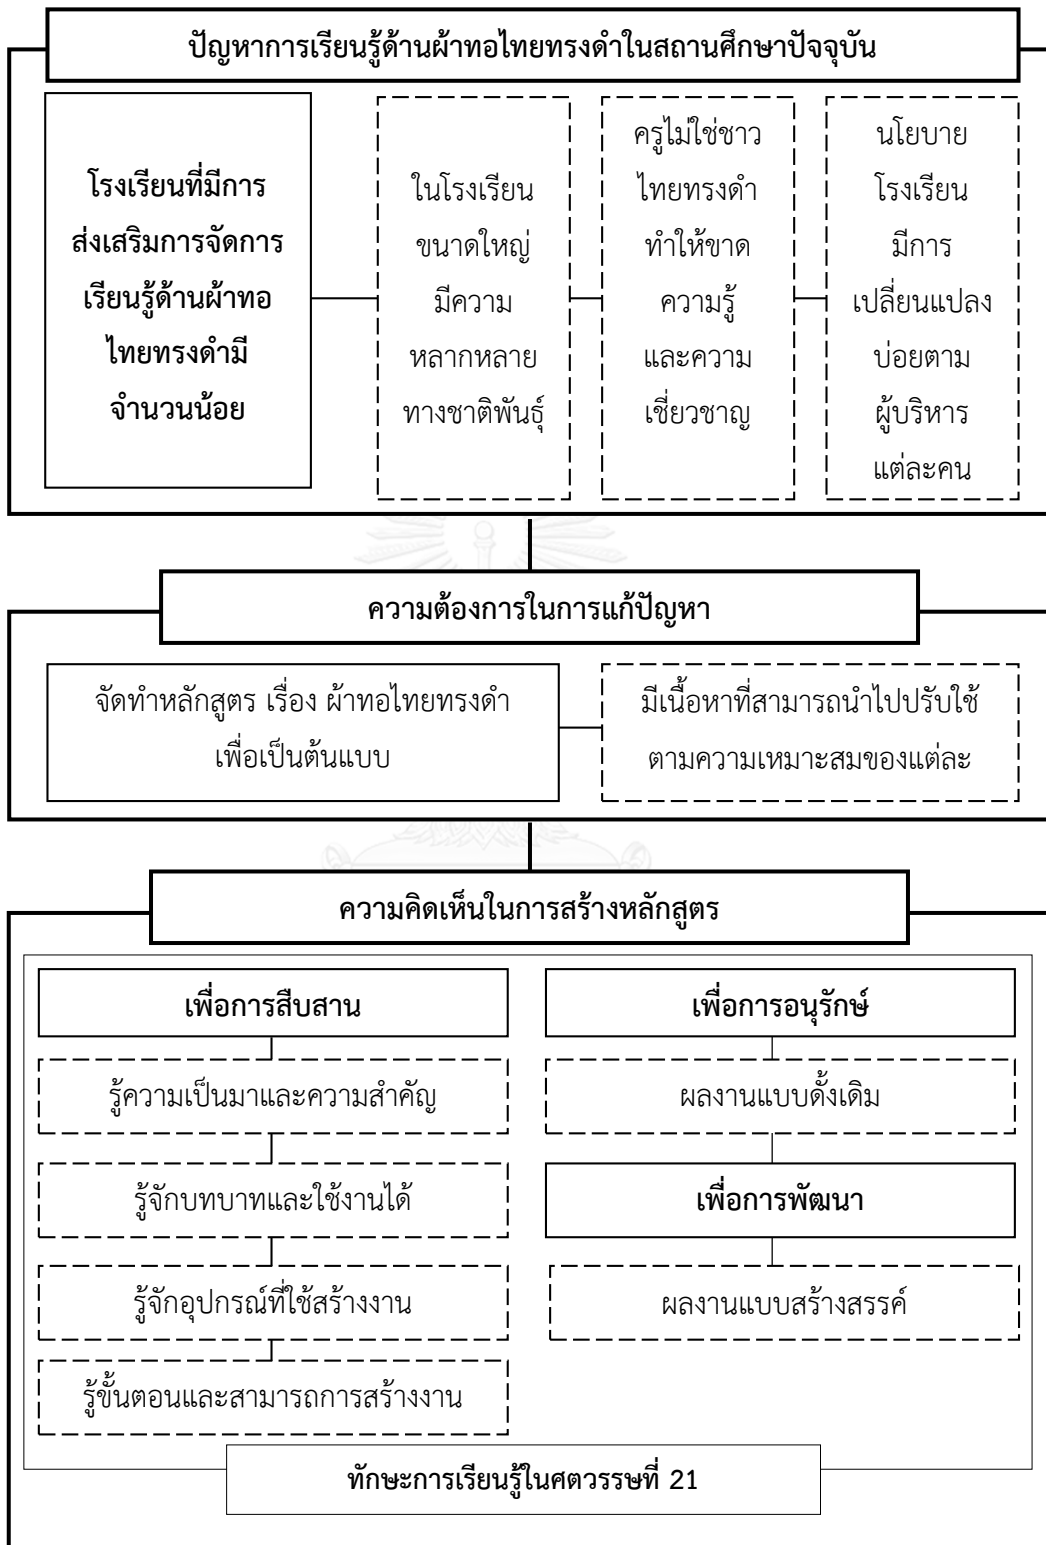 ปัญหาการเรียนรู้ด้านผ้าทอไทยทรงดำในสถานศึกษาปัจจุบัน
โรงเรียนที่มีการ
ส่งเสริมการจัดการ
เรียนรู้ด้านผ้าทอ
ไทยทรงดำมี
จำนวนน้อย
ในโรงเรียน
ขนาดใหญ่
มีความ
หลากหลาย
ทางชาติพันธุ์
ครูไม่ใช่ชาว
ไทยทรงดำ
ทำให้ขาด
ความรู้
และความ
เชี่ยวชาญ
นโยบาย
โรงเรียน
มีการ
เปลี่ยนแปลง
บ่อยตาม
ผู้บริหาร
แต่ละคน
ความต้องการในการแก้ปัญหา
จัดทำหลักสูตร เรื่อง ผ้าทอไทยทรงดำ
เพื่อเป็นต้นแบบ
มีเนื้อหาที่สามารถนำไปปรับใช้
ตามความเหมาะสมของแต่ละ
ความคิดเห็นในการสร้างหลักสูตร
เพื่อการสืบสาน
รู้ความเป็นมาและความสำคัญ
รู้จักบทบาทและใช้งานได้
รู้จักอุปกรณ์ที่ใช้สร้างงาน
รู้ขั้นตอนและสามารถการสร้างงาน
เพื่อการอนุรักษ์
ผลงานแบบดั้งเดิม
เพื่อการพัฒนา
ผลงานแบบสร้างสรรค์
ทักษะการเรียนรู้ในศตวรรษที่ 21